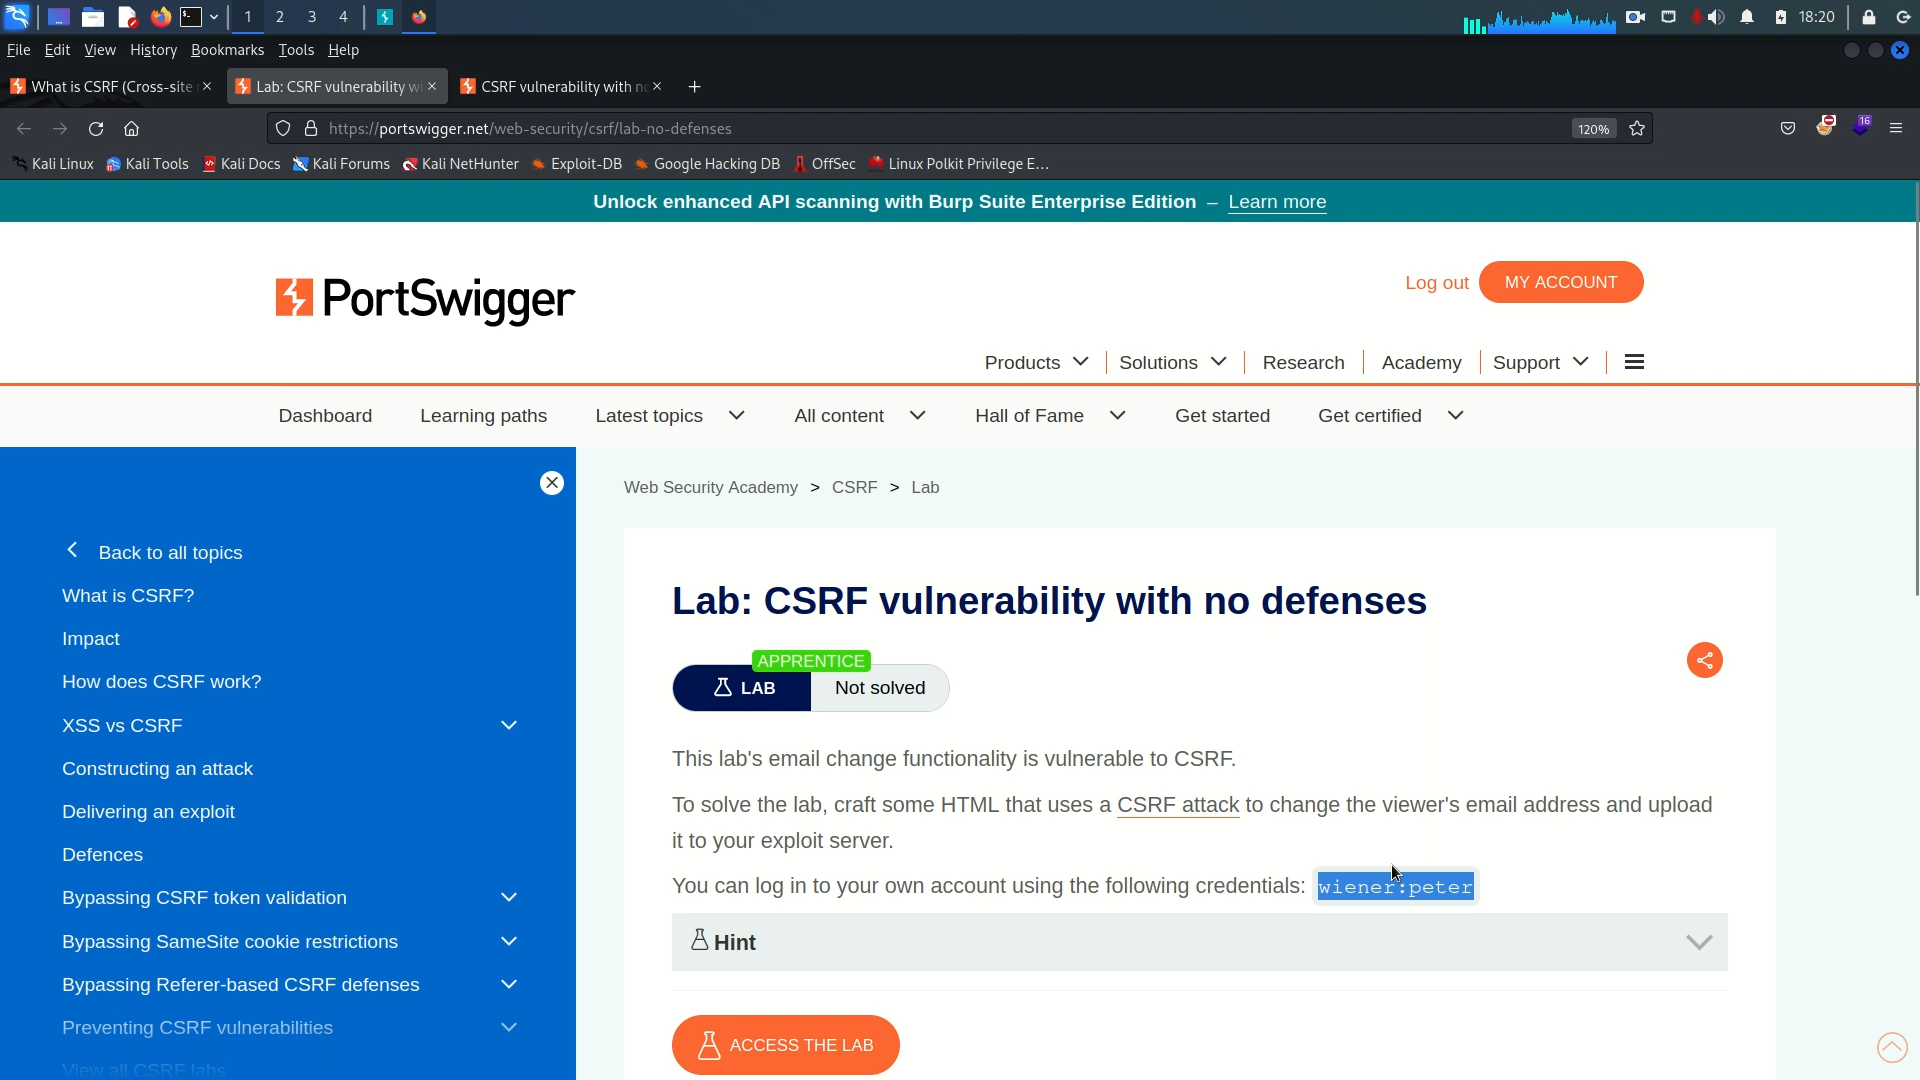 1 2 3 4 18:20
File Edit View History Bookmarks Tools Help
What is CSRF (Cross-site Lab: CSRF vulnerability wi CSRF vulnerability with no
https://portswigger.net/web-security/csrf/lab-no-defenses 120% 16
Kali Linux Kali Tools Kali Docs Kali Forums Kali NetHunter Exploit-DB Google Hacking DB OffSec Linux Polkit Privilege E…
Unlock enhanced API scanning with Burp Suite Enterprise Edition – Learn more
PortSwigger
Log out MY ACCOUNT
Products Solutions Research Academy Support
Dashboard Learning paths Latest topics All content Hall of Fame Get started Get certified
Back to all topics
What is CSRF?
Impact
How does CSRF work?
XSS vs CSRF
Constructing an attack
Delivering an exploit
Defences
Bypassing CSRF token validation
Bypassing SameSite cookie restrictions
Bypassing Referer-based CSRF defenses
Preventing CSRF vulnerabilities
View all CSRF labs
Web Security Academy > CSRF > Lab
Lab: CSRF vulnerability with no defenses
APPRENTICE
LAB Not solved
This lab's email change functionality is vulnerable to CSRF.
To solve the lab, craft some HTML that uses a CSRF attack to change the viewer's email address and upload
it to your exploit server.
You can log in to your own account using the following credentials: wiener:peter
Hint
ACCESS THE LAB